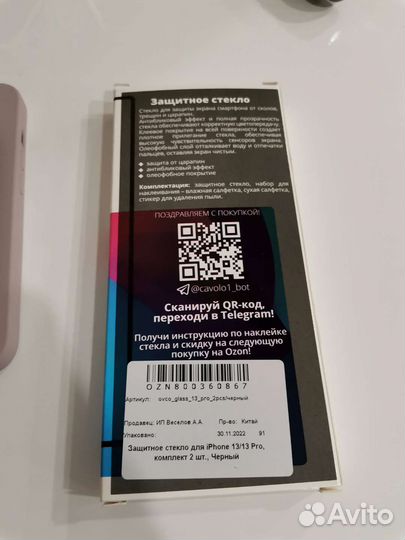 Защитное стекло
Стекло для защиты экрана смартфона от сколов,
трещин и царапин.
Антибликовый эффект и полная прозрачность
стекла обеспечивают корректную цветопередачу.
Клеевое покрытие на всей поверхности создает
плотное прилегание стекла, обеспечивая
высокую чувствительность сенсоров экрана.
Олеофобный слой отталкивает воду и отпечатки
пальцев, оставляя экран чистым.
защита от царапин
антибликовый эффект
олеофобное покрытие
Комплектация: защитное стекло, набор для
наклеивания – влажная салфетка, сухая салфетка,
стикер для удаления пыли.
ПОЗДРАВЛЯЕМ С ПОКУПКОЙ!
@cavolo1_bot
Сканируй QR-код,
переходи в Telegram!
Получи инструкцию по наклейке
стекла и скидку на следующую
покупку на Ozon!
OZN800360867
Артикул: ovco_glass_13_pro_2pcs/черный
Продавец: ИП Веселов А.А. Пр-во: Китай
Упаковано: 30.11.2022 91
Защитное стекло для iPhone 13/13 Pro,
комплект 2 шт., Черный
Avito